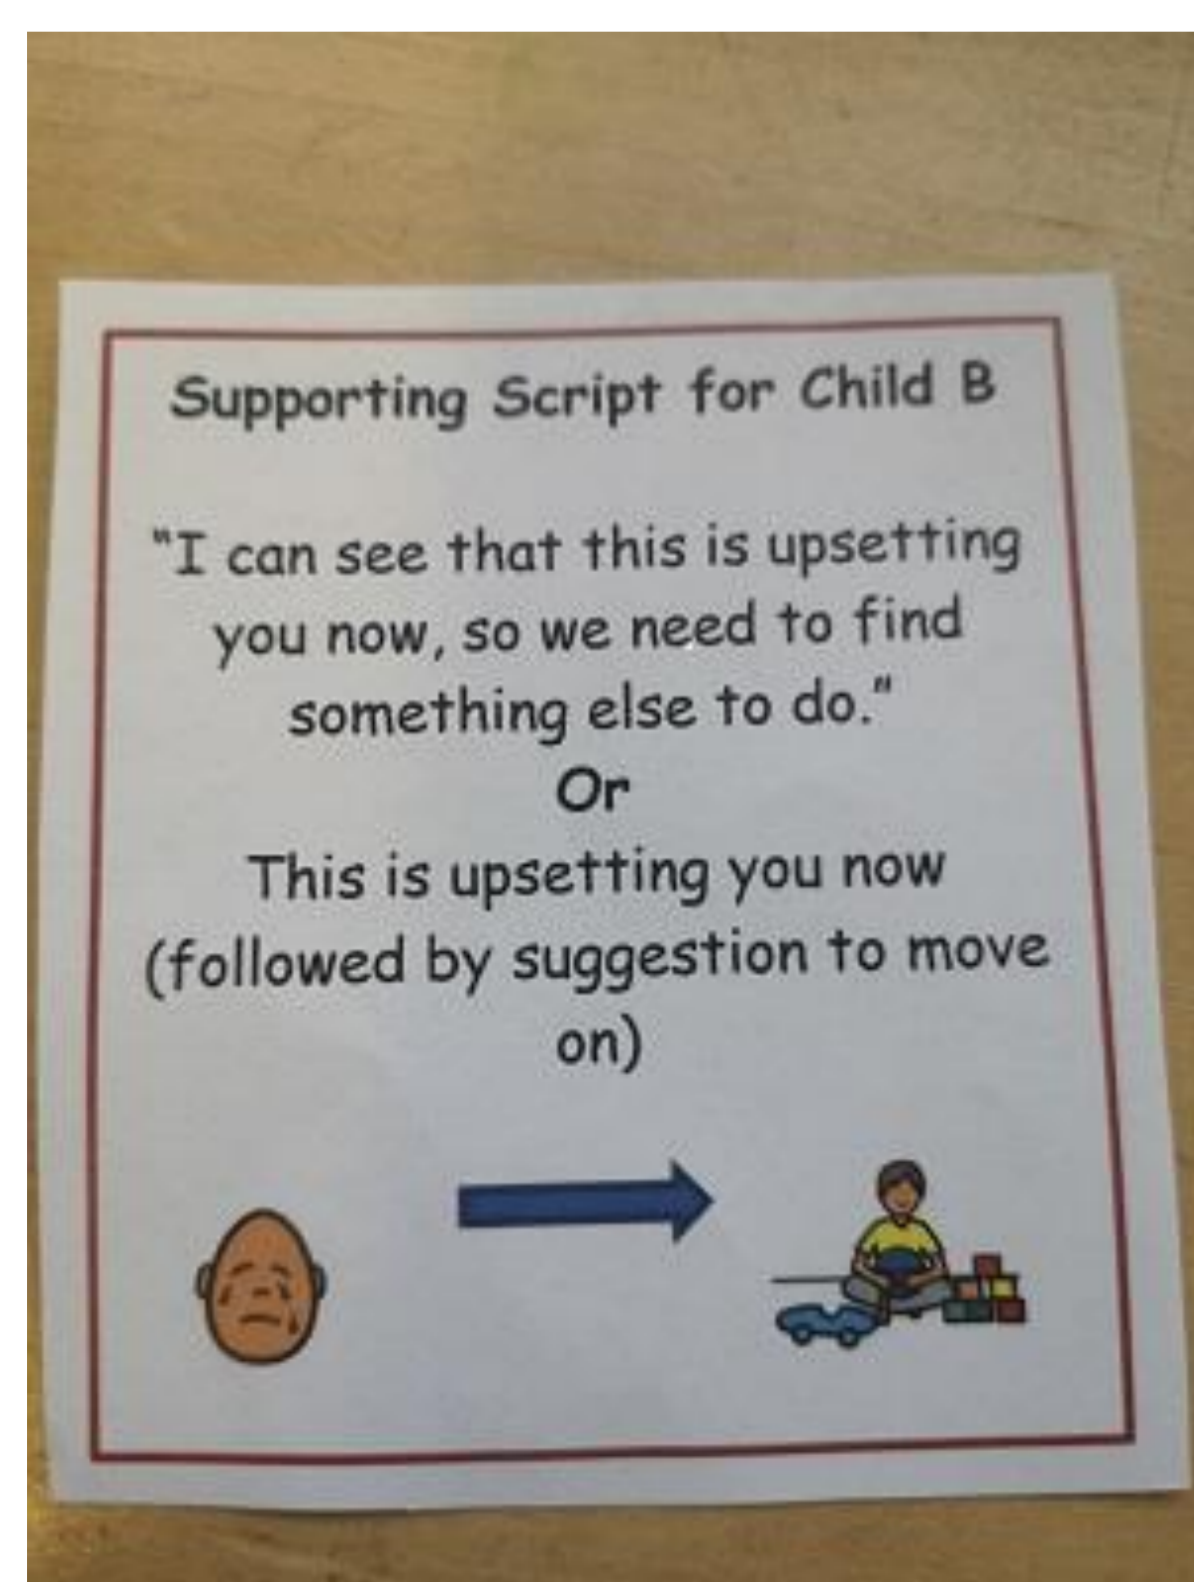 Supporting Script for Child B
"I can see that this is upsetting
you now, so we need to find
something else to do."
Or
This is upsetting you now
(followed by suggestion to move
on)